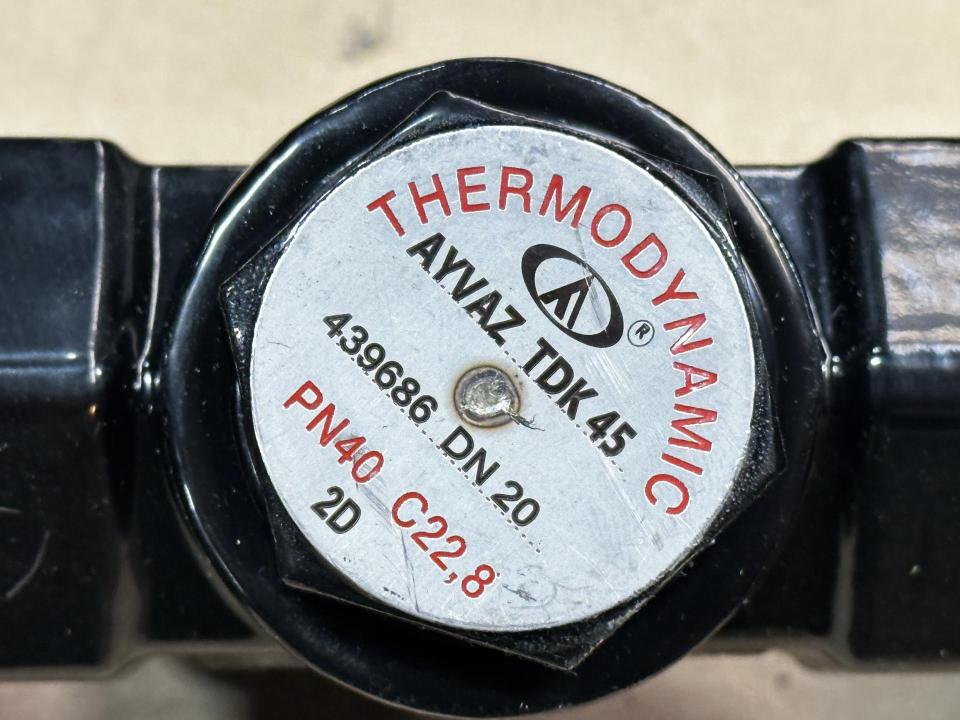 THERMODYNAMIC
®
AYVAZ TDK 45
439686 DN 20
PN40 C22,8
2D